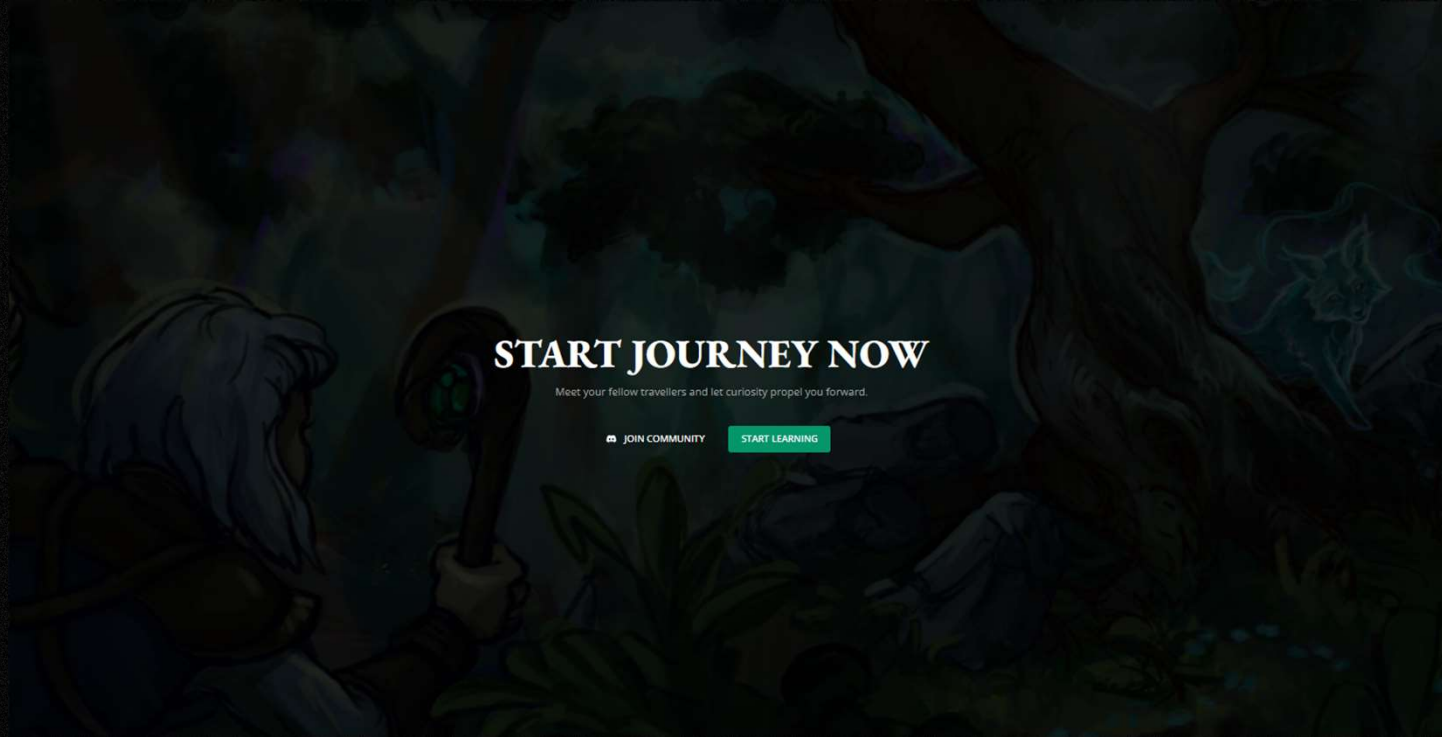 START JOURNEY NOW
Meet your fellow travellers and let curiosity propel you forward.
JOIN COMMUNITY START LEARNING